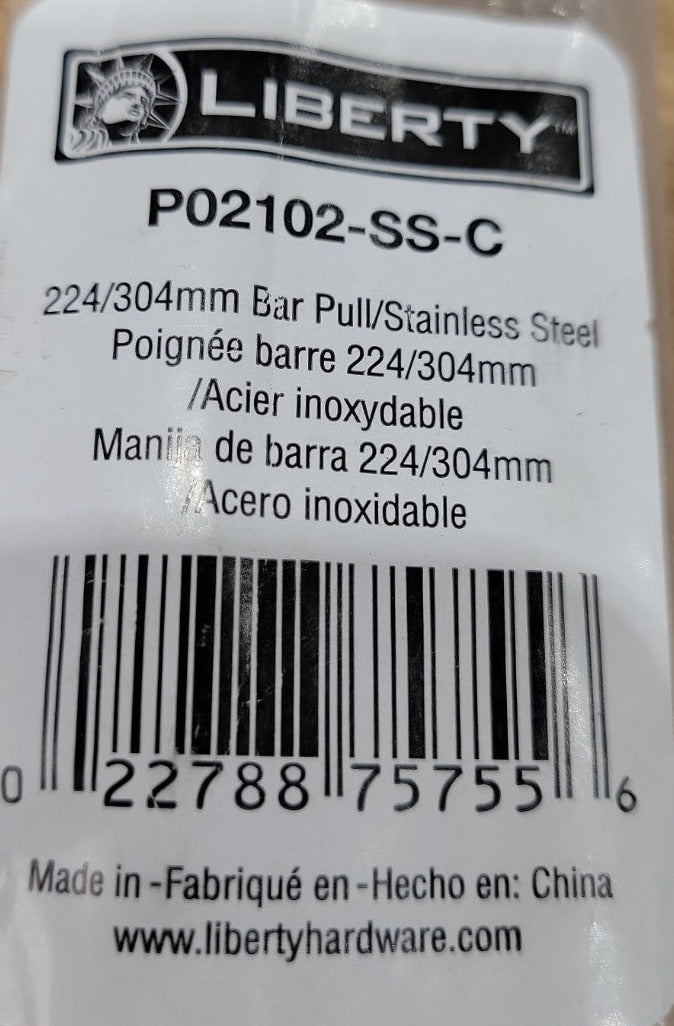 LIBERTY™
P02102-SS-C
224/304mm Bar Pull/Stainless Steel
Poignée barre 224/304mm
/Acier inoxydable
Manija de barra 224/304mm
/Acero inoxidable
0 22788 75755 6
Made in - Fabriqué en - Hecho en: China
www.libertyhardware.com